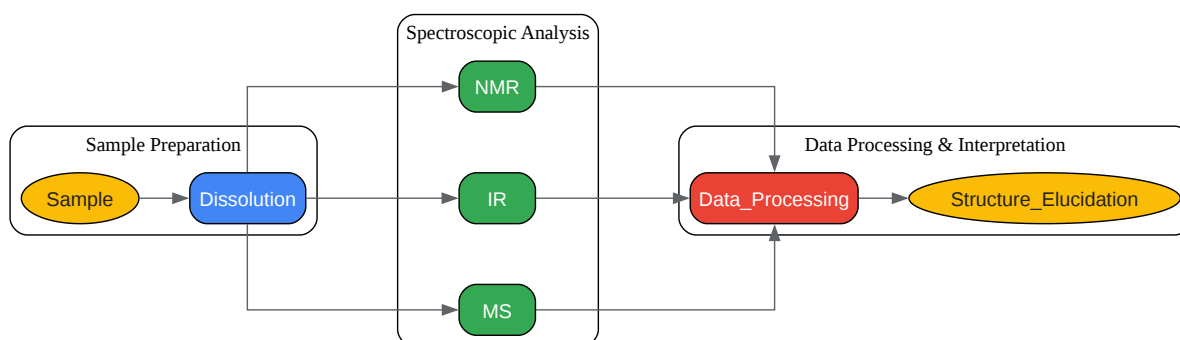 Spectroscopic Analysis
NMR
Sample Preparation
Data Processing & Interpretation
Sample
Dissolution
IR
Data_Processing
Structure_Elucidation
MS